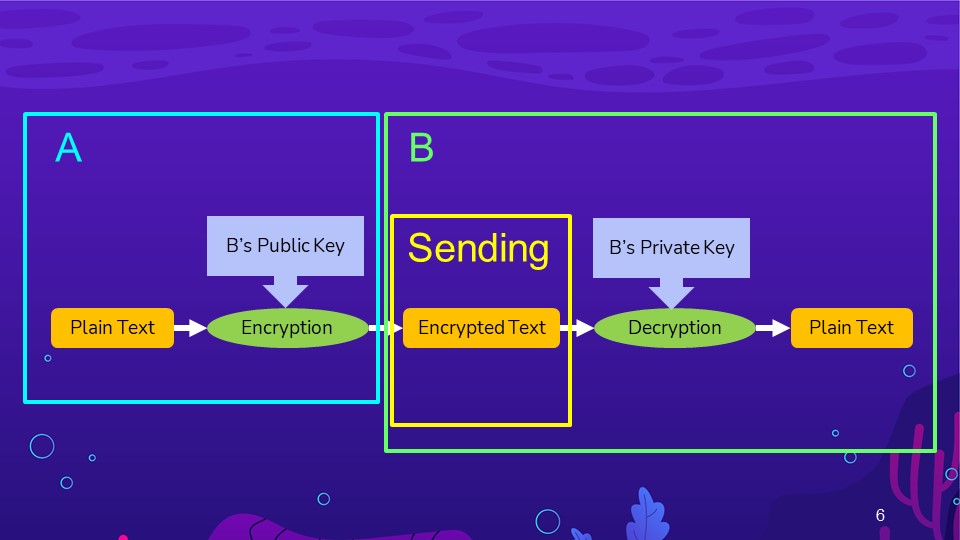 A
B
B's Public Key
Sending
B's Private Key
Plain Text
Encryption
Encrypted Text
Decryption
Plain Text
6